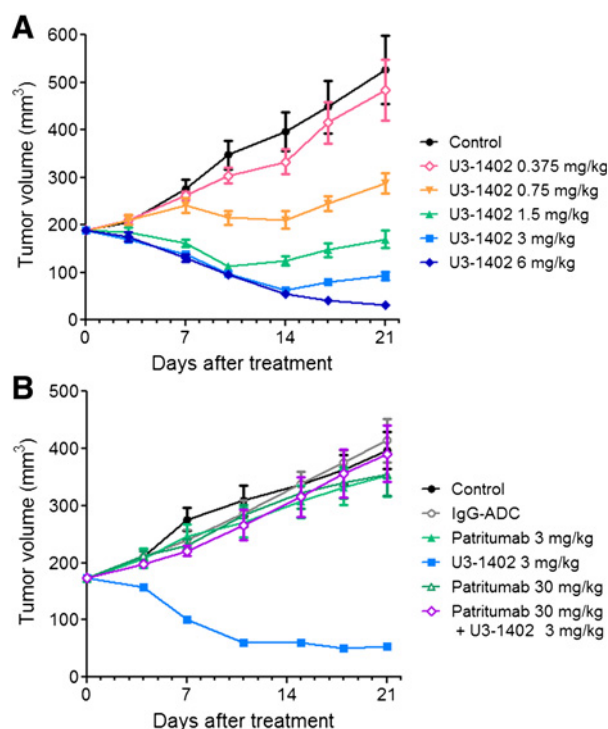 A
600
500
400
300
200
100
0
Tumor volume (mm³)
0 7 14 21
Days after treatment
Control
U3-1402 0.375 mg/kg
U3-1402 0.75 mg/kg
U3-1402 1.5 mg/kg
U3-1402 3 mg/kg
U3-1402 6 mg/kg
B
500
400
300
200
100
0
Tumor volume (mm³)
0 7 14 21
Days after treatment
Control
IgG-ADC
Patritumab 3 mg/kg
U3-1402 3 mg/kg
Patritumab 30 mg/kg
Patritumab 30 mg/kg
+ U3-1402 3 mg/kg